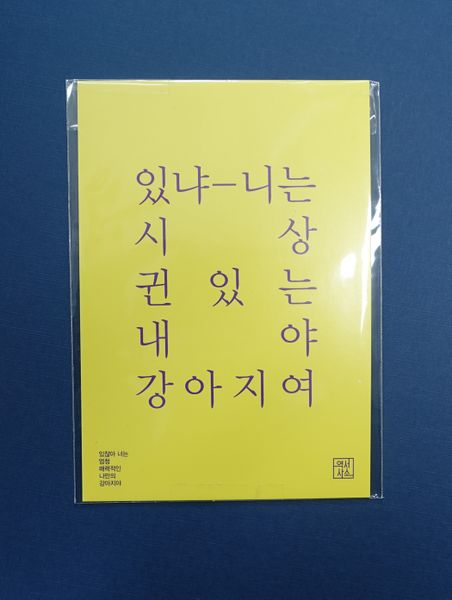 있냐–니는
시 상
귄 있 는
내 야
강아지여
있잖아 너는
엄청
매력적인
나만의
강아지야
역서
사소